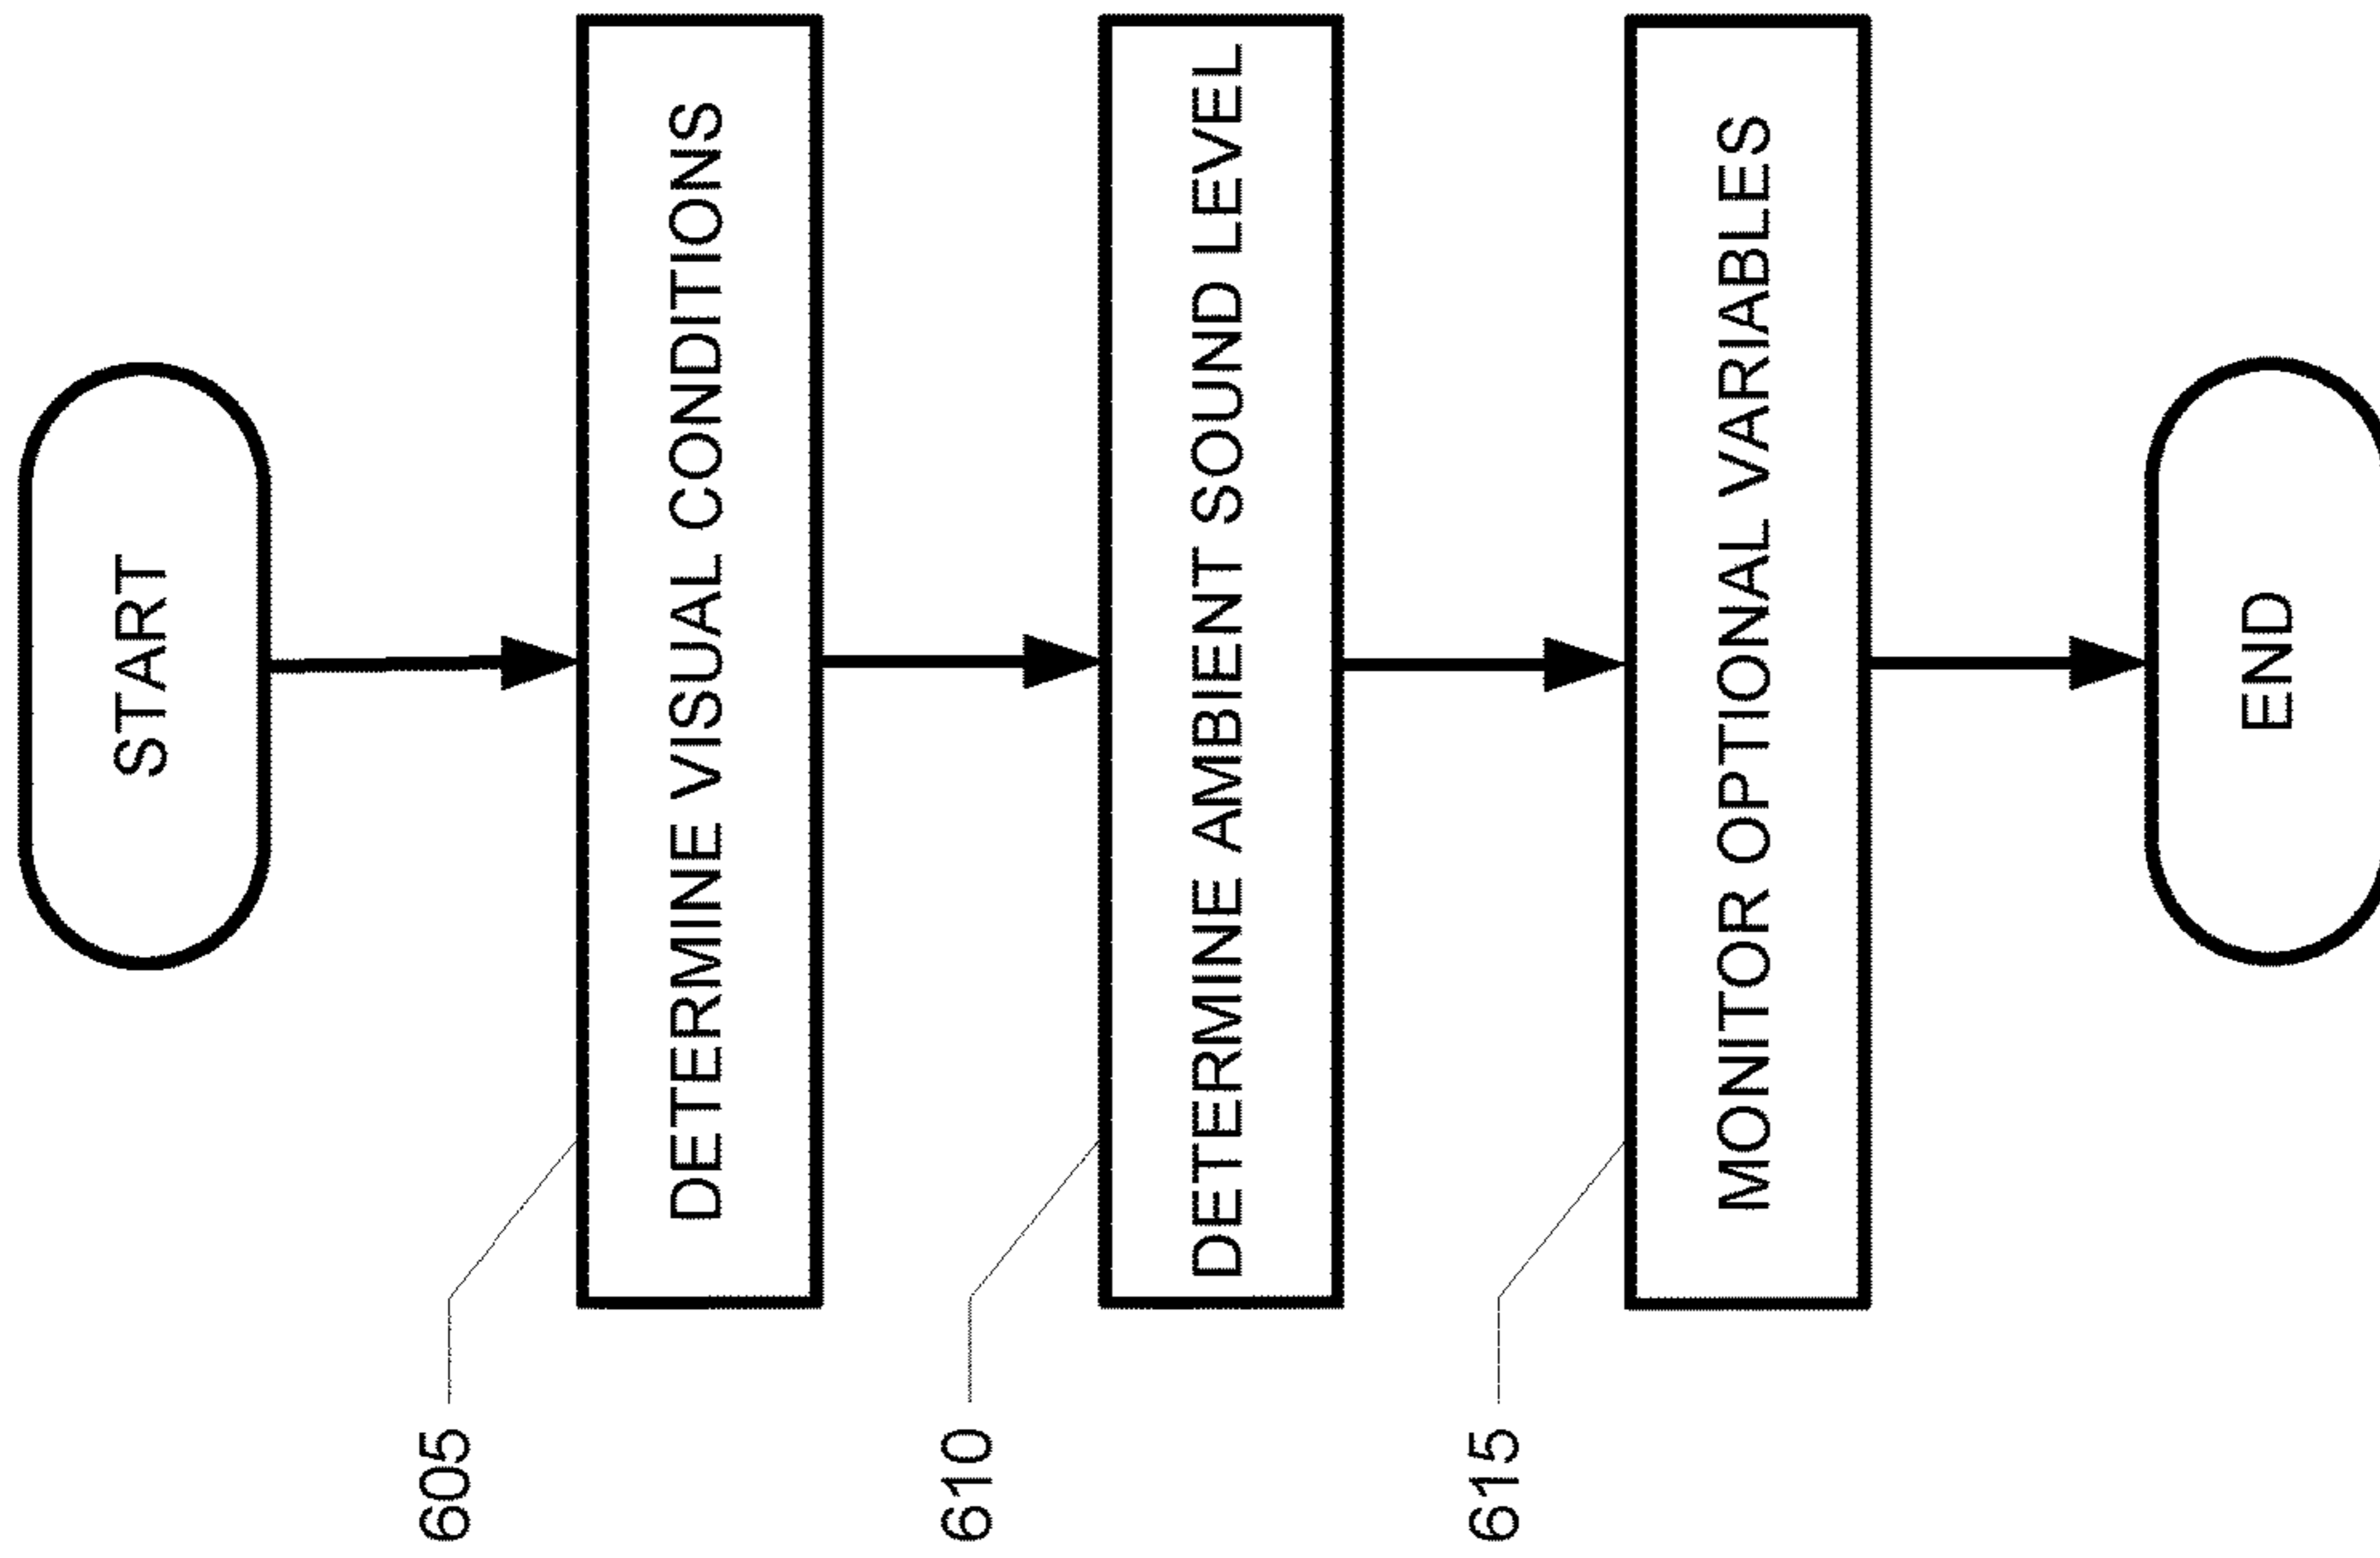 START
605
DETERMINE VISUAL CONDITIONS
610
DETERMINE AMBIENT SOUND LEVEL
615
MONITOR OPTIONAL VARIABLES
END